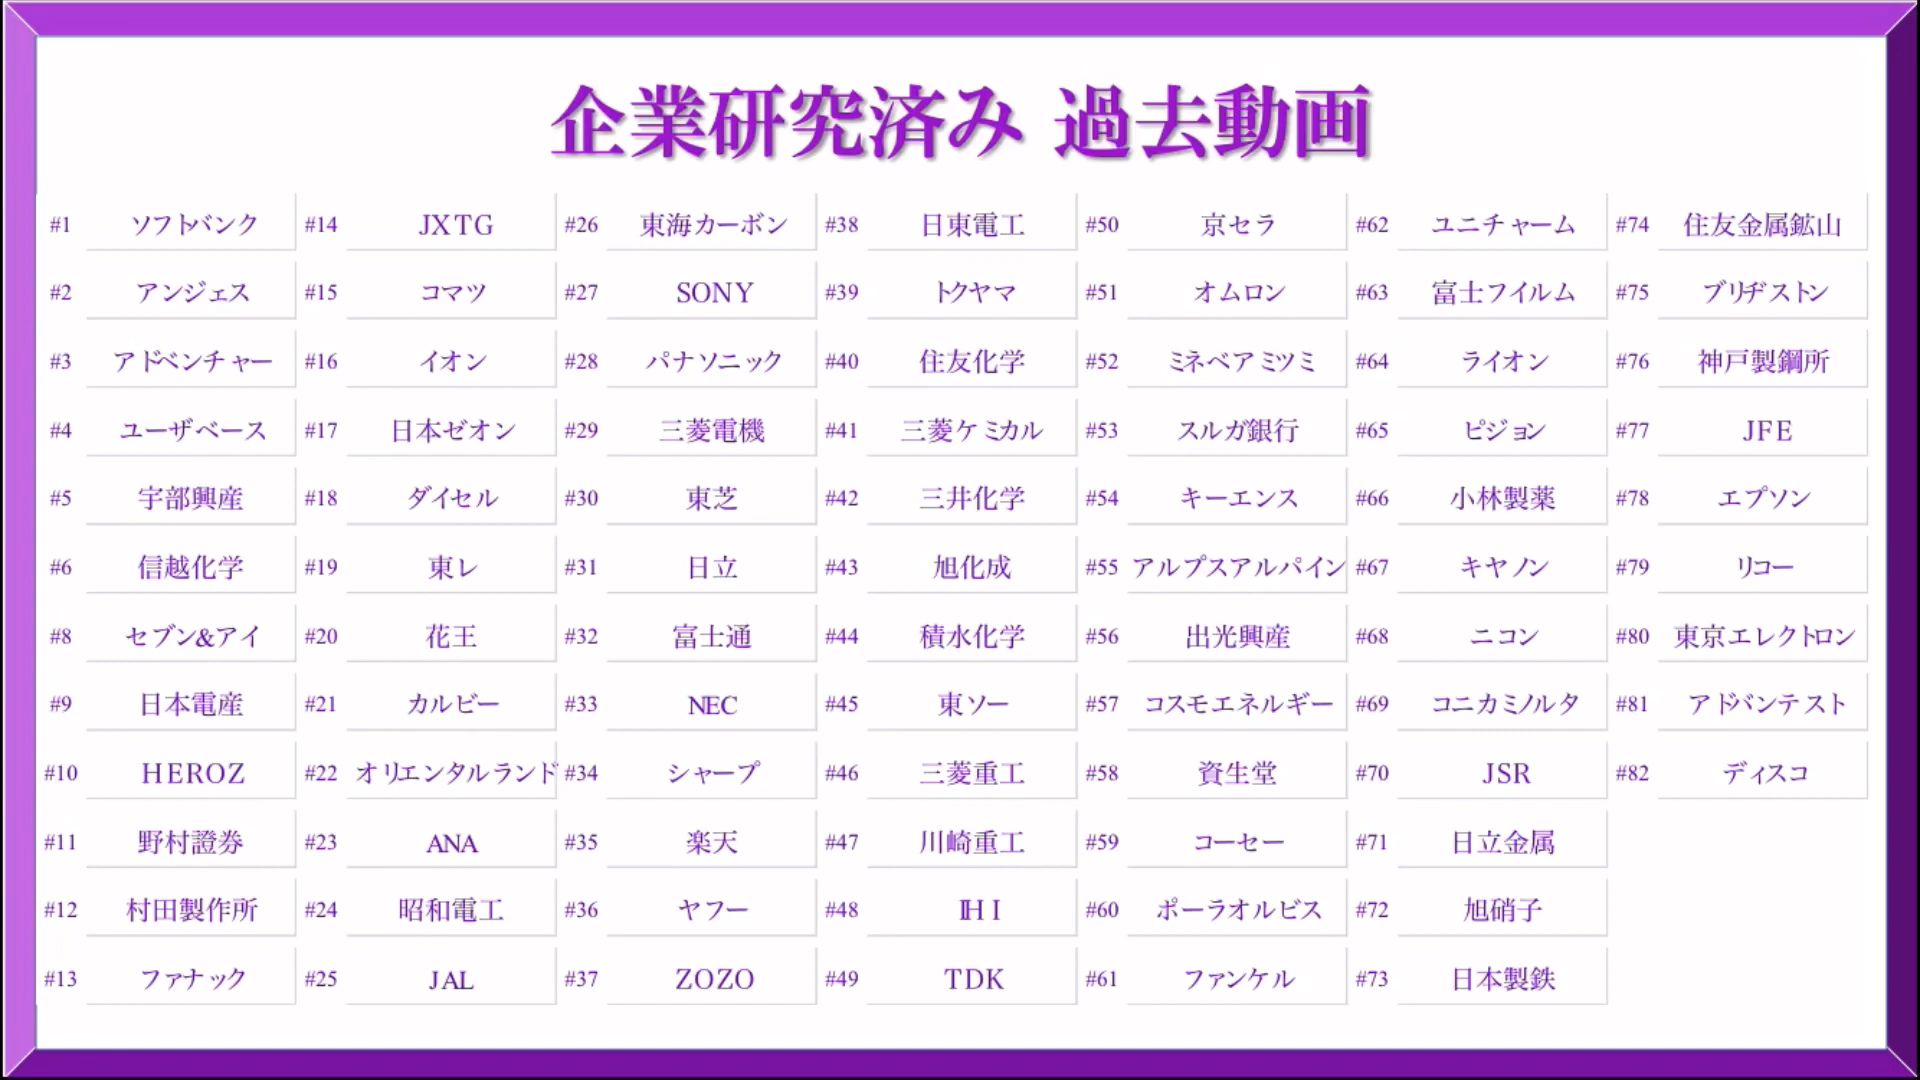 企業研究済み 過去動画
#1 ソフトバンク #14 JXTG #26 東海カーボン #38 日東電工 #50 京セラ #62 ユニチャーム #74 住友金属鉱山
#2 アンジェス #15 コマツ #27 SONY #39 トクヤマ #51 オムロン #63 富士フイルム #75 ブリヂストン
#3 アドベンチャー #16 イオン #28 パナソニック #40 住友化学 #52 ミネベアミツミ #64 ライオン #76 神戸製鋼所
#4 ユーザベース #17 日本ゼオン #29 三菱電機 #41 三菱ケミカル #53 スルガ銀行 #65 ピジョン #77 JFE
#5 宇部興産 #18 ダイセル #30 東芝 #42 三井化学 #54 キーエンス #66 小林製薬 #78 エプソン
#6 信越化学 #19 東レ #31 日立 #43 旭化成 #55 アルプスアルパイン #67 キヤノン #79 リコー
#8 セブン&アイ #20 花王 #32 富士通 #44 積水化学 #56 出光興産 #68 ニコン #80 東京エレクトロン
#9 日本電産 #21 カルビー #33 NEC #45 東ソー #57 コスモエネルギー #69 コニカミノルタ #81 アドバンテスト
#10 HEROZ #22 オリエンタルランド #34 シャープ #46 三菱重工 #58 資生堂 #70 JSR #82 ディスコ
#11 野村證券 #23 ANA #35 楽天 #47 川崎重工 #59 コーセー #71 日立金属
#12 村田製作所 #24 昭和電工 #36 ヤフー #48 IHI #60 ポーラオルビス #72 旭硝子
#13 ファナック #25 JAL #37 ZOZO #49 TDK #61 ファンケル #73 日本製鉄